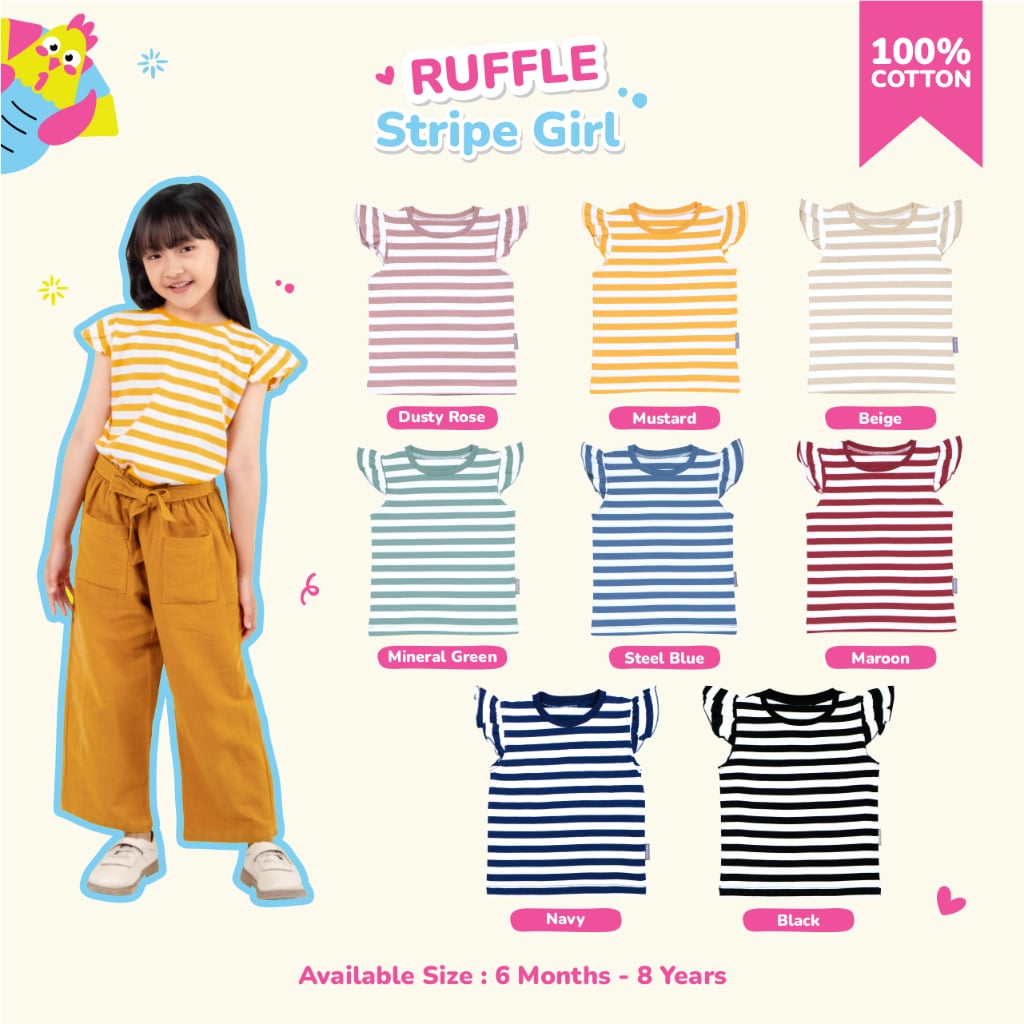 RUFFLE
Stripe Girl
100%
COTTON
Dusty Rose
Mustard
Beige
Mineral Green
Steel Blue
Maroon
Navy
Black
Available Size : 6 Months - 8 Years